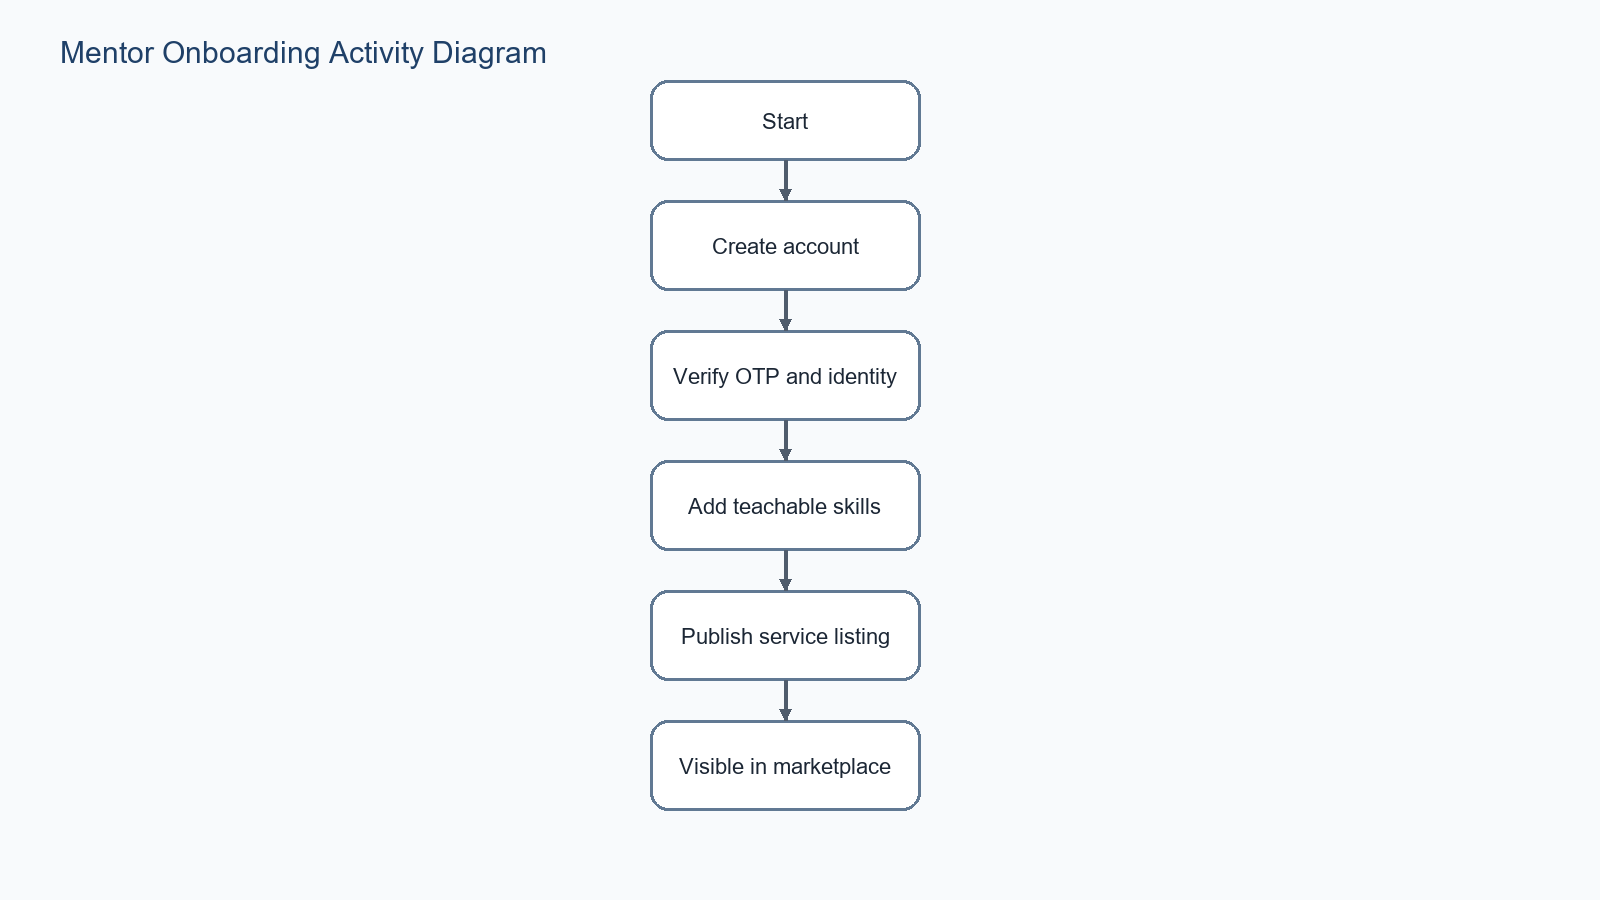 Mentor Onboarding Activity Diagram
Start
Create account
Verify OTP and identity
Add teachable skills
Publish service listing
Visible in marketplace